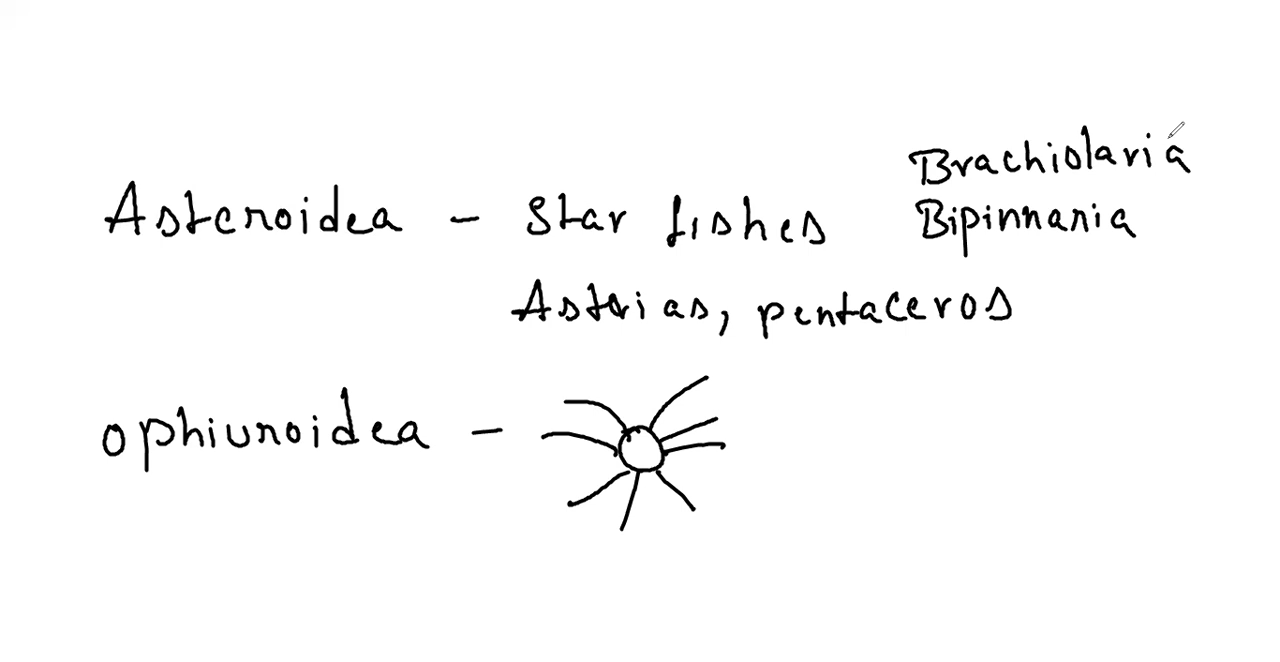 Brachiolaria
Asteroidea - Star fishes Bipinnaria
Asterias, pentaceros
ophiuroidea -